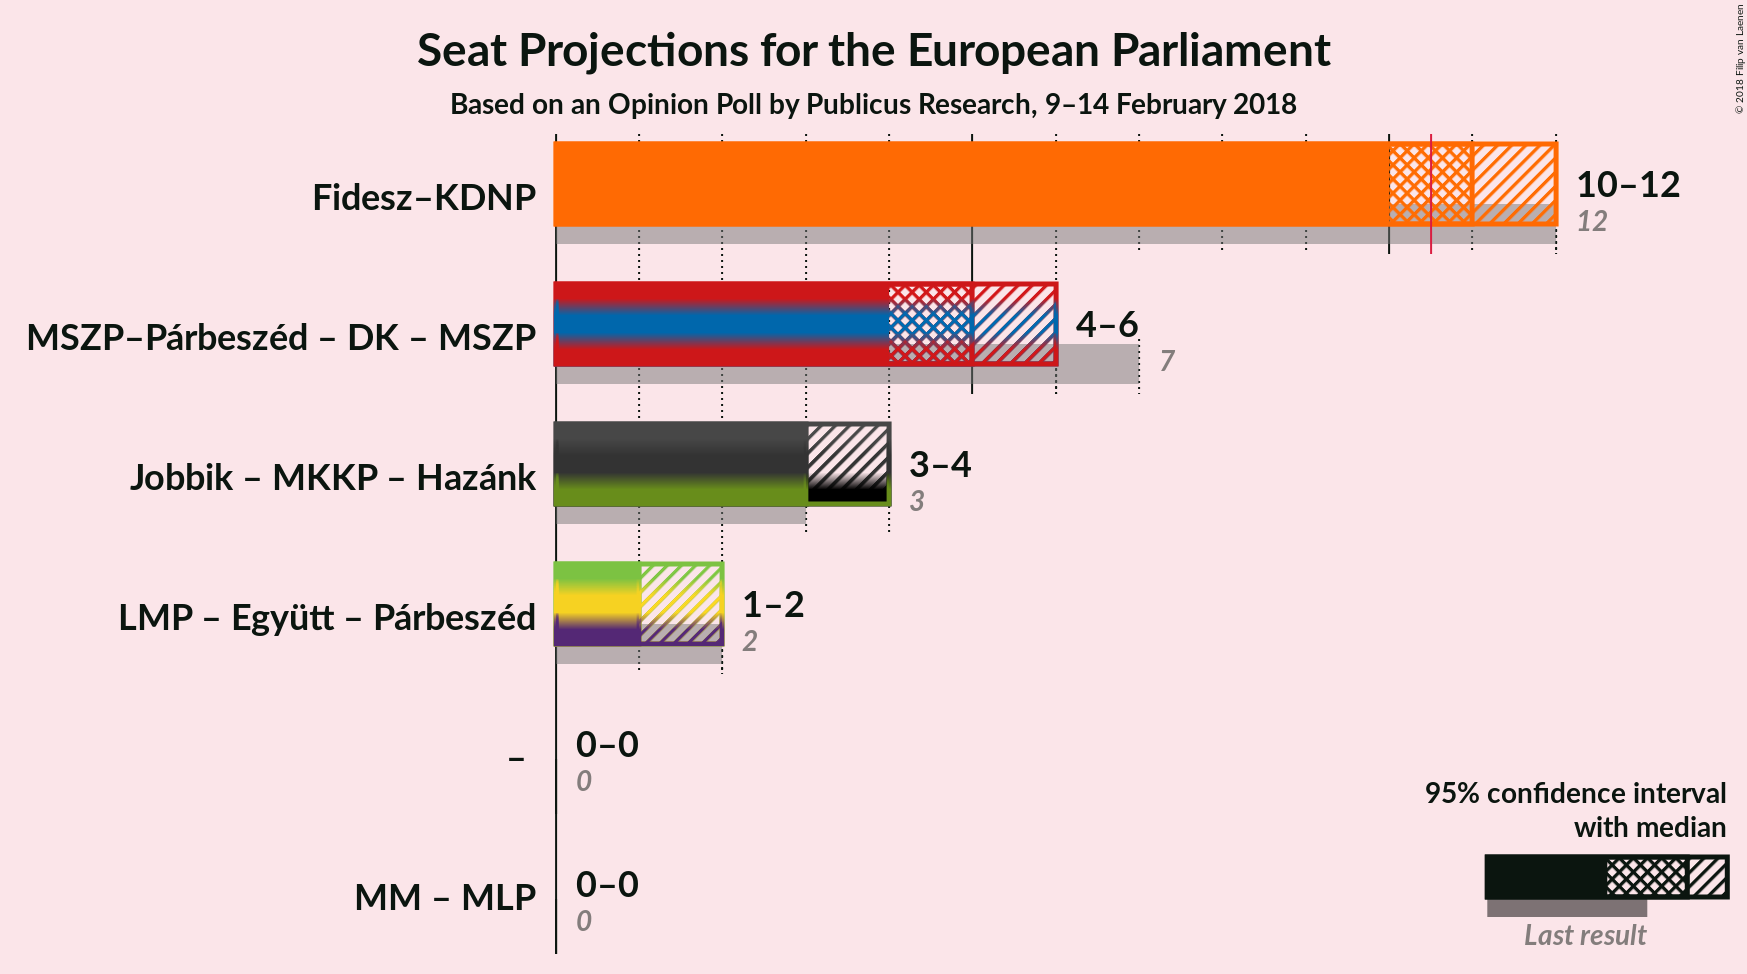 Seat Projections for the European Parliament
Based on an Opinion Poll by Publicus Research, 9–14 February 2018
© 2018 Filip van Laenen
Fidesz–KDNP
10–12
12
MSZP–Párbeszéd – DK – MSZP
4–6
7
Jobbik – MKKP – Hazánk
3–4
3
LMP – Együtt – Párbeszéd
1–2
2
–
0–0
0
MM – MLP
0–0
0
95% confidence interval
with median
Last result